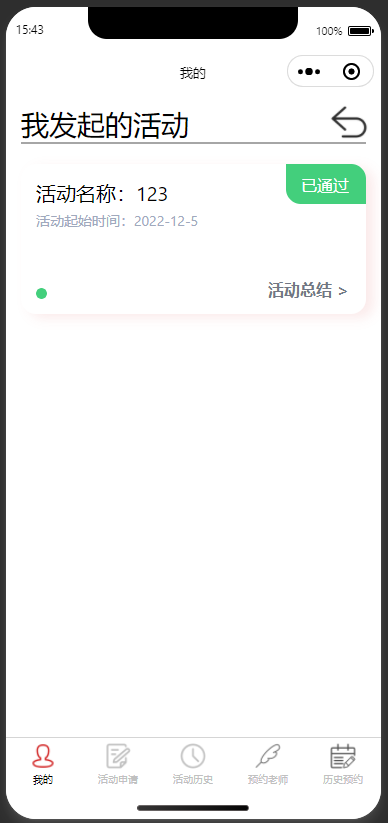 15:43
100%
我的
我发起的活动
已通过
活动名称：123
活动起始时间：2022-12-5
活动总结 >
我的
活动申请
活动历史
预约老师
历史预约